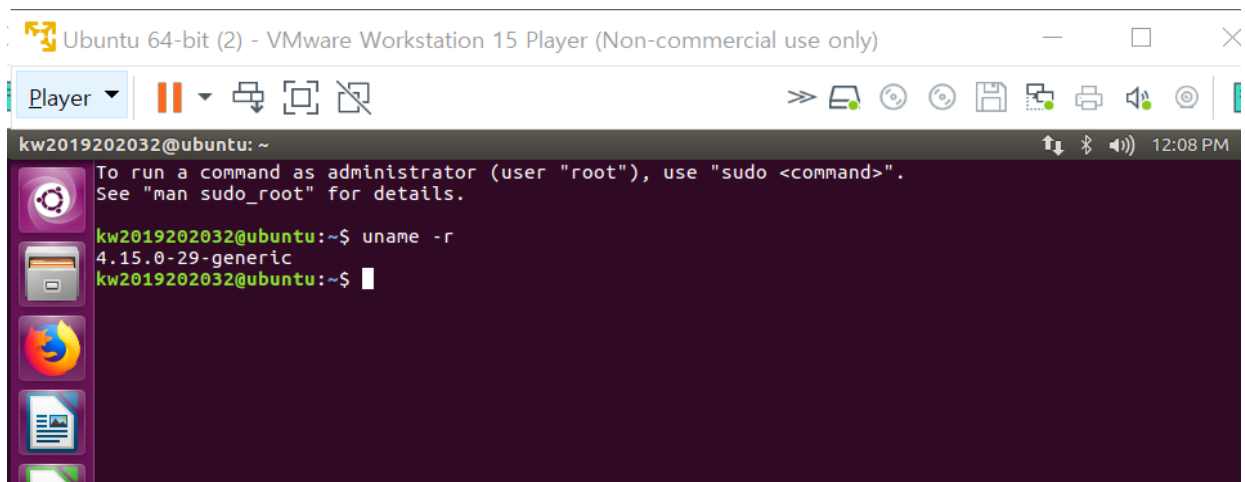 Ubuntu 64-bit (2) - VMware Workstation 15 Player (Non-commercial use only)
Player
kw2019202032@ubuntu: ~ 12:08 PM
To run a command as administrator (user "root"), use "sudo <command>".
See "man sudo_root" for details.
kw2019202032@ubuntu:~$ uname -r
4.15.0-29-generic
kw2019202032@ubuntu:~$